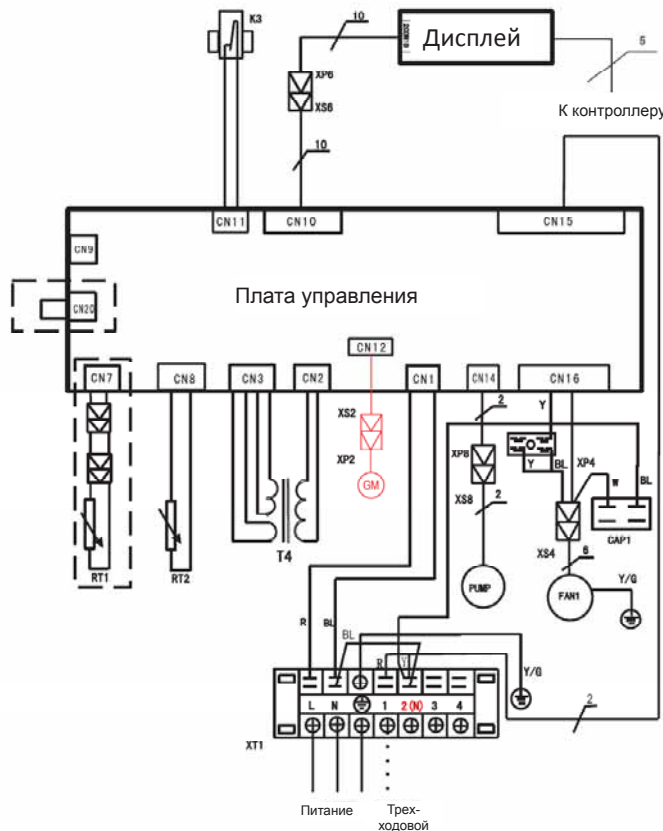 K3
10
Дисплей
6
XP6
XS6
К контроллеру
10
CN11
CN10
CN15
CN9
CN20
Плата управления
CN12
CN7
CN8
CN3
CN2
CN1
CN14
CN16
2
Y
XS2
XP2
GM
XP8
XS8
2
Y
BL
XP4
W
BL
CAP1
XS4
6
T4
RT1
RT2
PUMP
FAN1
Y/G
R
BL
BL
R
Y
Y/G
L
N
1
2(N)
3
4
2
XT1
Питание
Трех-
ходовой